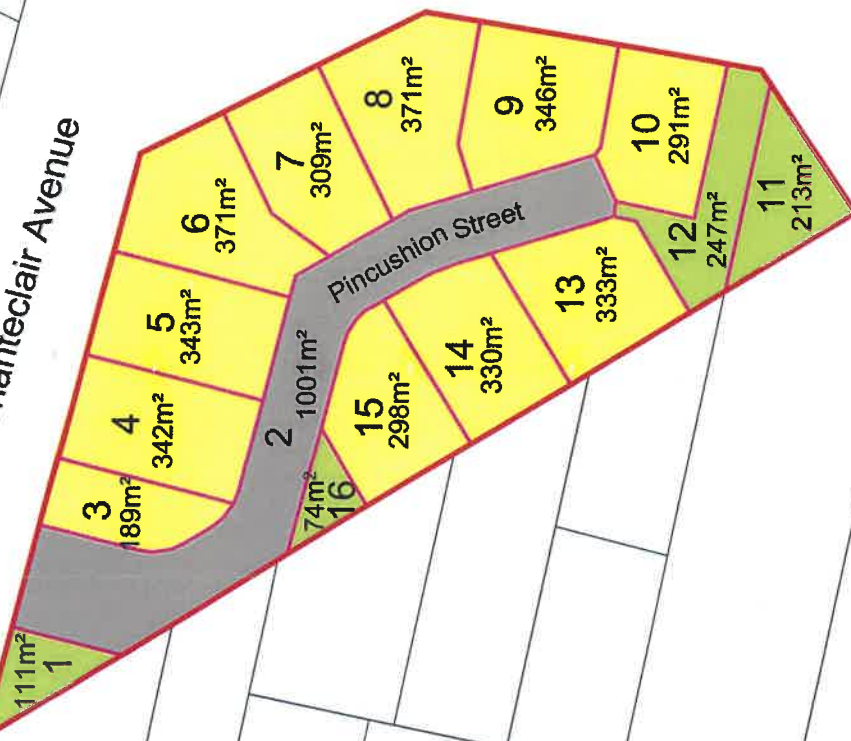 Avenue
6
371m²
7
309m²
8
371m²
9
346m²
10
291m²
11
213m²
12
247m²
13
333m²
14
330m²
15
298m²
74m²
16
5
343m²
4
342m²
3
189m²
2
1001m²
Pincushion Street
111m²
1